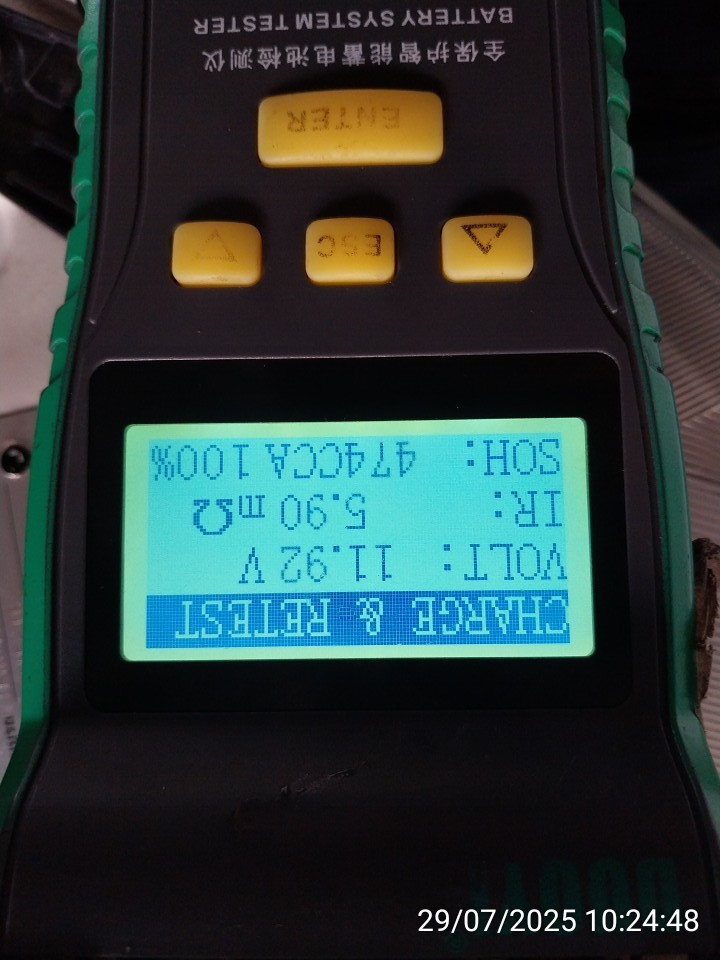 CHARGE & RETEST
VOLT: 11.92 V
IR: 5.90 mΩ
SOH: 474CCA 100%
ESC
ENTER
全保护智能蓄电池检测仪
BATTERY SYSTEM TESTER
29/07/2025 10:24:48